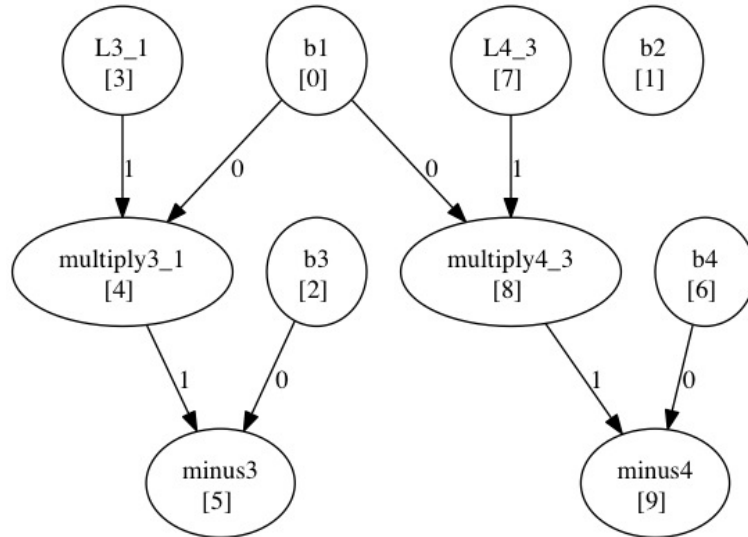 L3_1
[3]
b1
[0]
L4_3
[7]
b2
[1]
1
0
0
1
multiply3_1
[4]
b3
[2]
multiply4_3
[8]
b4
[6]
1
0
1
0
minus3
[5]
minus4
[9]